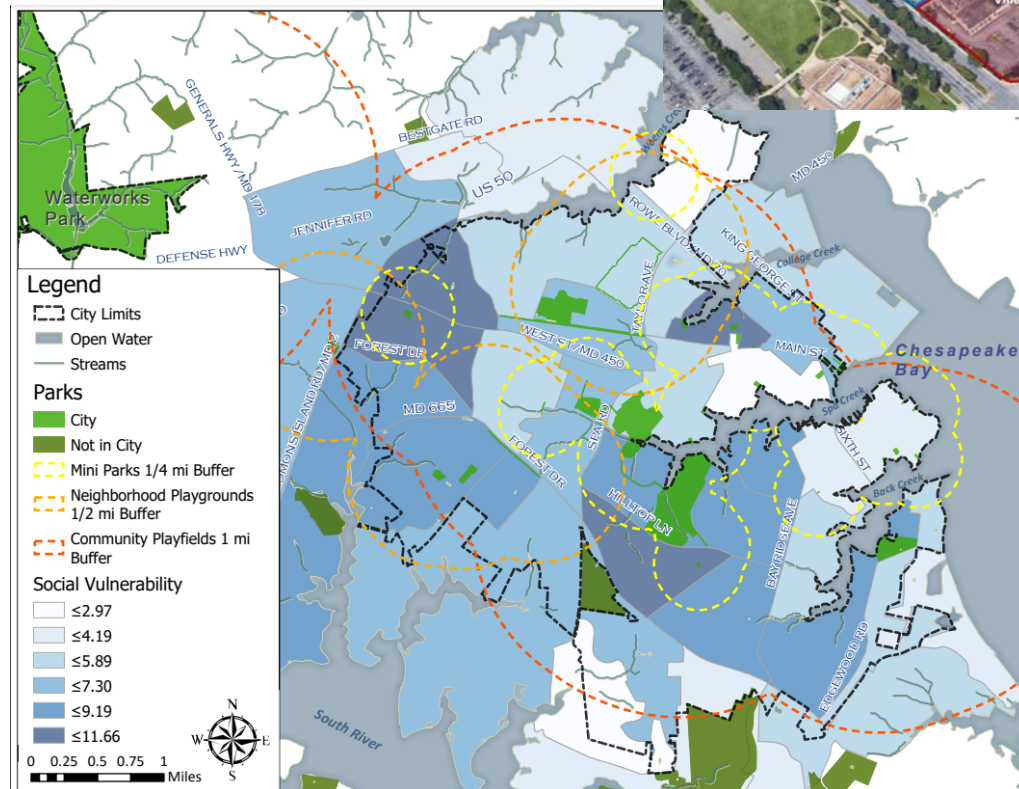 BESTGATE RD
GENERALS HWY / MD 178
Weems Creek
MD 450
Waterworks
Park
US 50
JENNIFER RD
ROWE BLVD / MD 70
KING GEORGE ST
College Creek
DEFENSE HWY
TAYLOR AVE
WEST ST / MD 450
MAIN ST
FOREST DR
Chesapeake
Bay
MD 665
Spa Creek
SIXTH ST
SPA RD
FOREST DR
HILLTOP LN
Back Creek
BAY RIDGE AVE
EDGEWOOD RD
South River
Legend
City Limits
Open Water
Streams
Parks
City
Not in City
Mini Parks 1/4 mi Buffer
Neighborhood Playgrounds
1/2 mi Buffer
Community Playfields 1 mi
Buffer
Social Vulnerability
≤2.97
≤4.19
≤5.89
≤7.30
≤9.19
≤11.66
N
W E
S
0 0.25 0.5 0.75 1
Miles